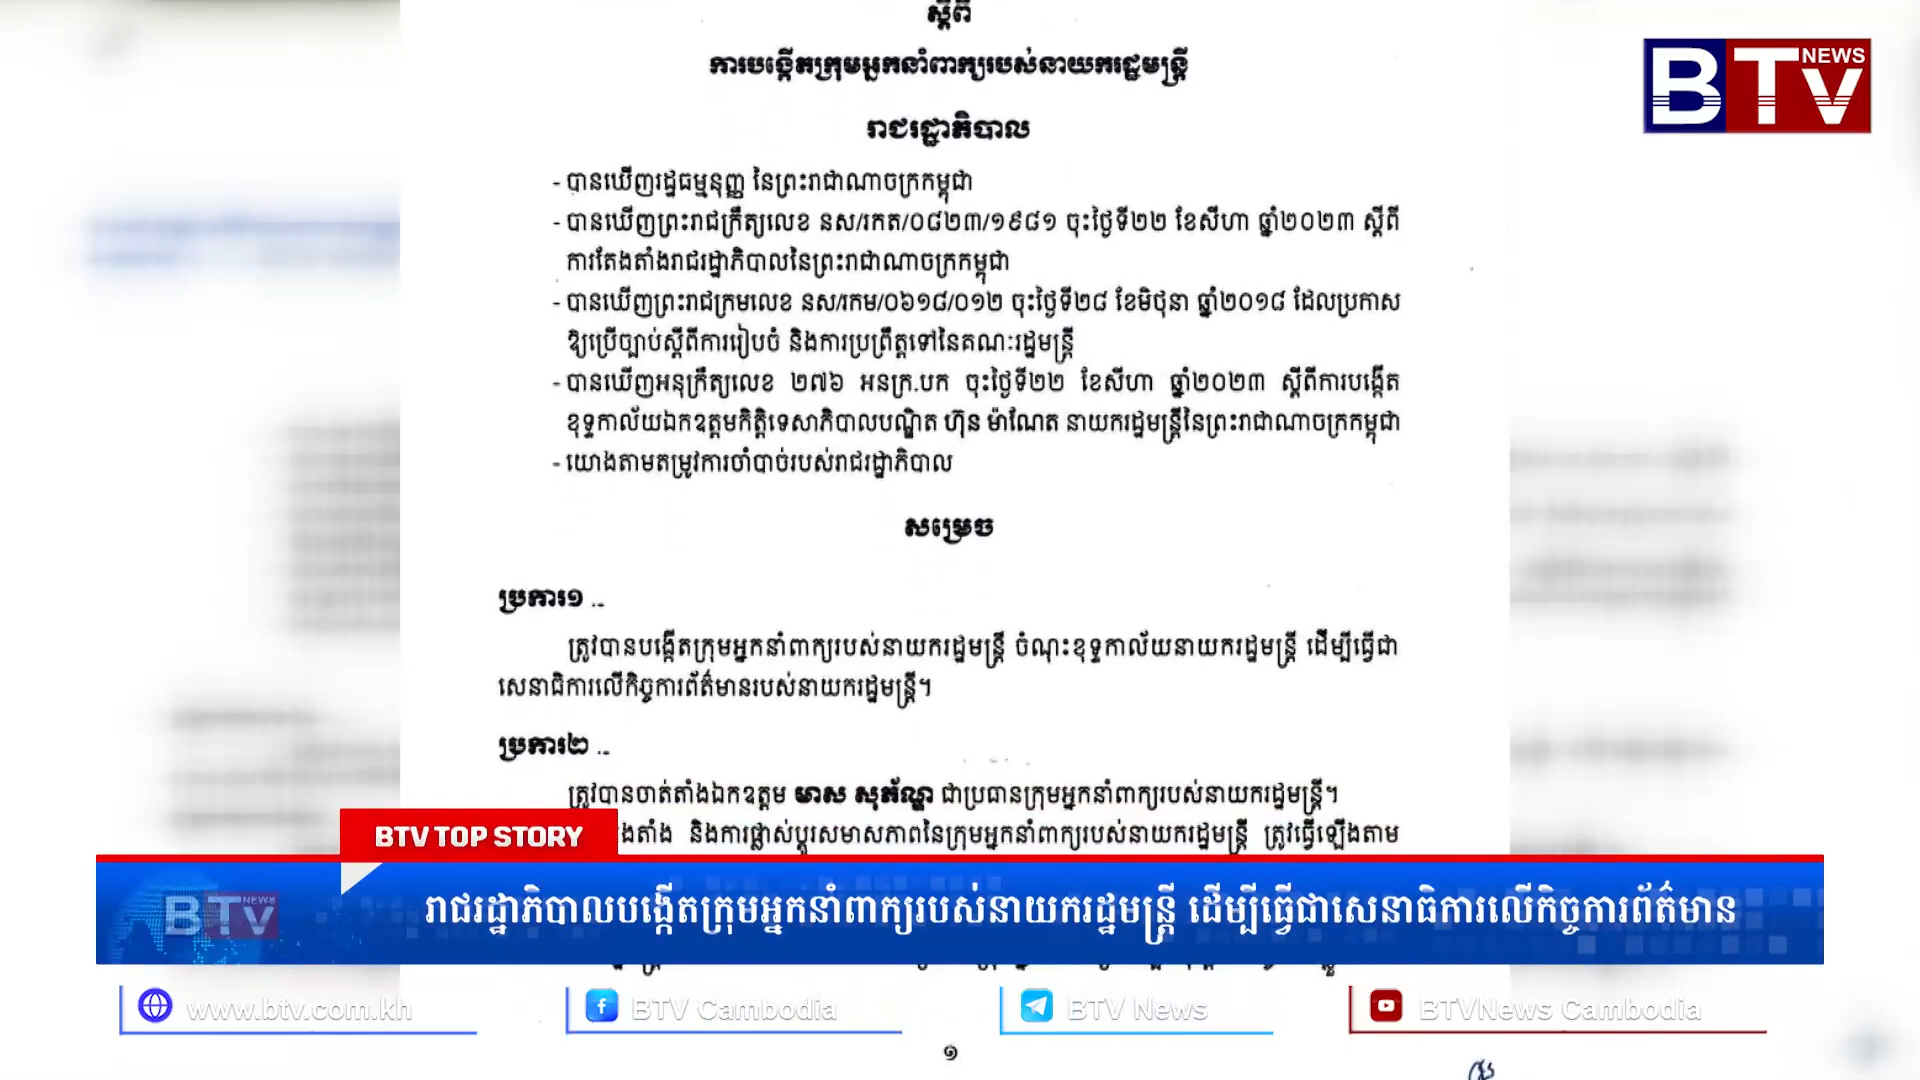 ស្តីពី
ការបង្កើតក្រុមអ្នកនាំពាក្យរបស់នាយករដ្ឋមន្ត្រី
រាជរដ្ឋាភិបាល
- បានឃើញរដ្ឋធម្មនុញ្ញ នៃព្រះរាជាណាចក្រកម្ពុជា
- បានឃើញព្រះរាជក្រឹត្យលេខ នស/រកត/០៨២៣/១៩៨១ ចុះថ្ងៃទី២២ ខែសីហា ឆ្នាំ២០២៣ ស្តីពី
ការតែងតាំងរាជរដ្ឋាភិបាលនៃព្រះរាជាណាចក្រកម្ពុជា
- បានឃើញព្រះរាជក្រមលេខ នស/រកម/០៦១៨/០១២ ចុះថ្ងៃទី២៨ ខែមិថុនា ឆ្នាំ២០១៨ ដែលប្រកាស
ឱ្យប្រើច្បាប់ស្តីពីការរៀបចំ និងការប្រព្រឹត្តទៅនៃគណៈរដ្ឋមន្ត្រី
- បានឃើញអនុក្រឹត្យលេខ ២៧៦ អនក្រ.បក ចុះថ្ងៃទី២២ ខែសីហា ឆ្នាំ២០២៣ ស្តីពីការបង្កើត
ខុទ្ទកាល័យឯកឧត្តមកិត្តិទេសាភិបាលបណ្ឌិត ហ៊ុន ម៉ាណែត នាយករដ្ឋមន្ត្រីនៃព្រះរាជាណាចក្រកម្ពុជា
- យោងតាមតម្រូវការចាំបាច់របស់រាជរដ្ឋាភិបាល
សម្រេច
ប្រការ១ ..
ត្រូវបានបង្កើតក្រុមអ្នកនាំពាក្យរបស់នាយករដ្ឋមន្ត្រី ចំណុះខុទ្ទកាល័យនាយករដ្ឋមន្ត្រី ដើម្បីធ្វើជា
សេនាធិការលើកិច្ចការព័ត៌មានរបស់នាយករដ្ឋមន្ត្រី។
ប្រការ២ ..
ត្រូវបានចាត់តាំងឯកឧត្តម មាស សុភ័ណ្ឌ ជាប្រធានក្រុមអ្នកនាំពាក្យរបស់នាយករដ្ឋមន្ត្រី។
និងការផ្លាស់ប្តូរសមាសភាពនៃក្រុមអ្នកនាំពាក្យរបស់នាយករដ្ឋមន្ត្រី ត្រូវធ្វើឡើងតាម
BTV NEWS
BTV TOP STORY
BTV NEWS
រាជរដ្ឋាភិបាលបង្កើតក្រុមអ្នកនាំពាក្យរបស់នាយករដ្ឋមន្ត្រី ដើម្បីធ្វើជាសេនាធិការលើកិច្ចការព័ត៌មាន
www.btv.com.kh
BTV Cambodia
BTV News
BTVNews Cambodia
១